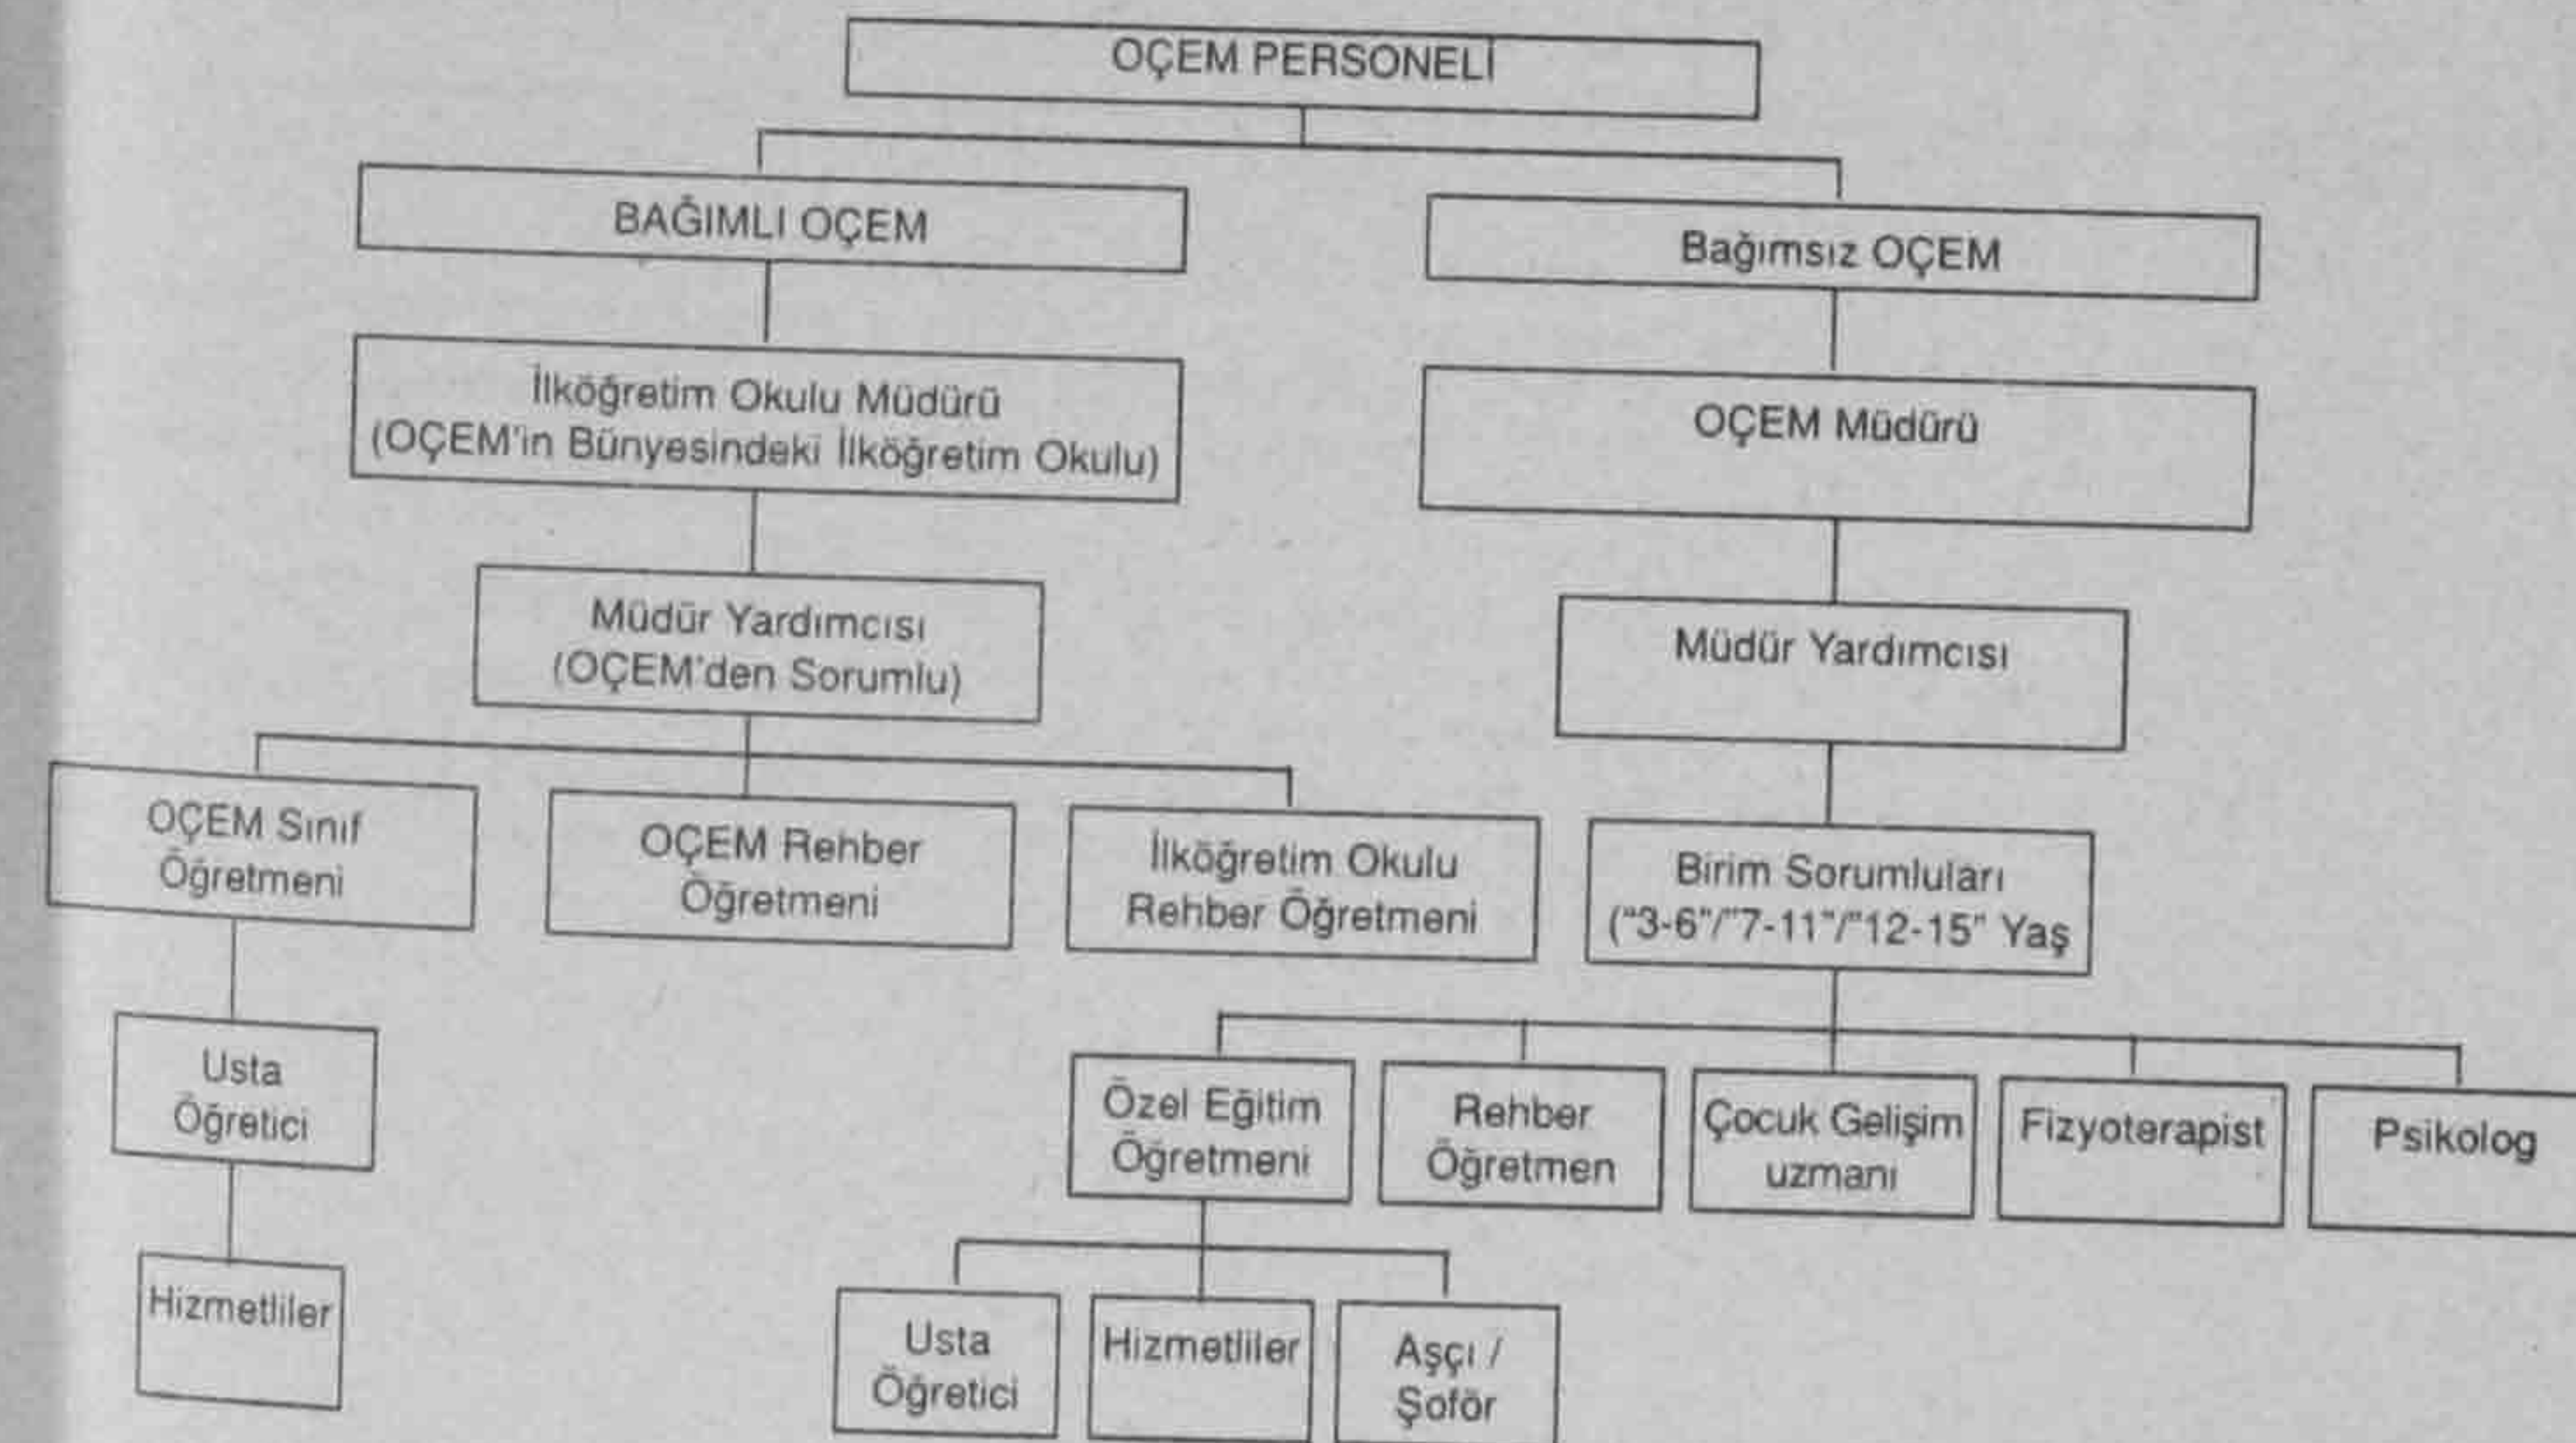 OÇEM PERSONELİ
BAĞIMLI OÇEM
Bağımsız OÇEM
İlköğretim Okulu Müdürü
(OÇEM'in Bünyesindeki İlköğretim Okulu)
OÇEM Müdürü
Müdür Yardımcısı
(OÇEM'den Sorumlu)
Müdür Yardımcısı
OÇEM Sınıf
Öğretmeni
OÇEM Rehber
Öğretmeni
İlköğretim Okulu
Rehber Öğretmeni
Birim Sorumluları
("3-6"/"7-11"/"12-15" Yaş
Usta
Öğretici
Özel Eğitim
Öğretmeni
Rehber
Öğretmen
Çocuk Gelişim
uzmanı
Fizyoterapist
Psikolog
Hizmetliler
Usta
Öğretici
Hizmetliler
Aşçı /
Şoför